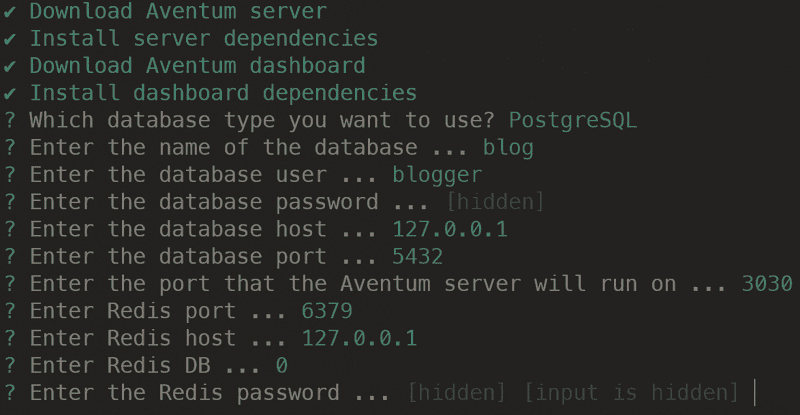 ✔ Download Aventum server
✔ Install server dependencies
✔ Download Aventum dashboard
✔ Install dashboard dependencies
? Which database type you want to use? PostgreSQL
? Enter the name of the database ... blog
? Enter the database user ... blogger
? Enter the database password ... [hidden]
? Enter the database host ... 127.0.0.1
? Enter the database port ... 5432
? Enter the port that the Aventum server will run on ... 3030
? Enter Redis port ... 6379
? Enter Redis host ... 127.0.0.1
? Enter Redis DB ... 0
? Enter the Redis password ... [hidden] [input is hidden]